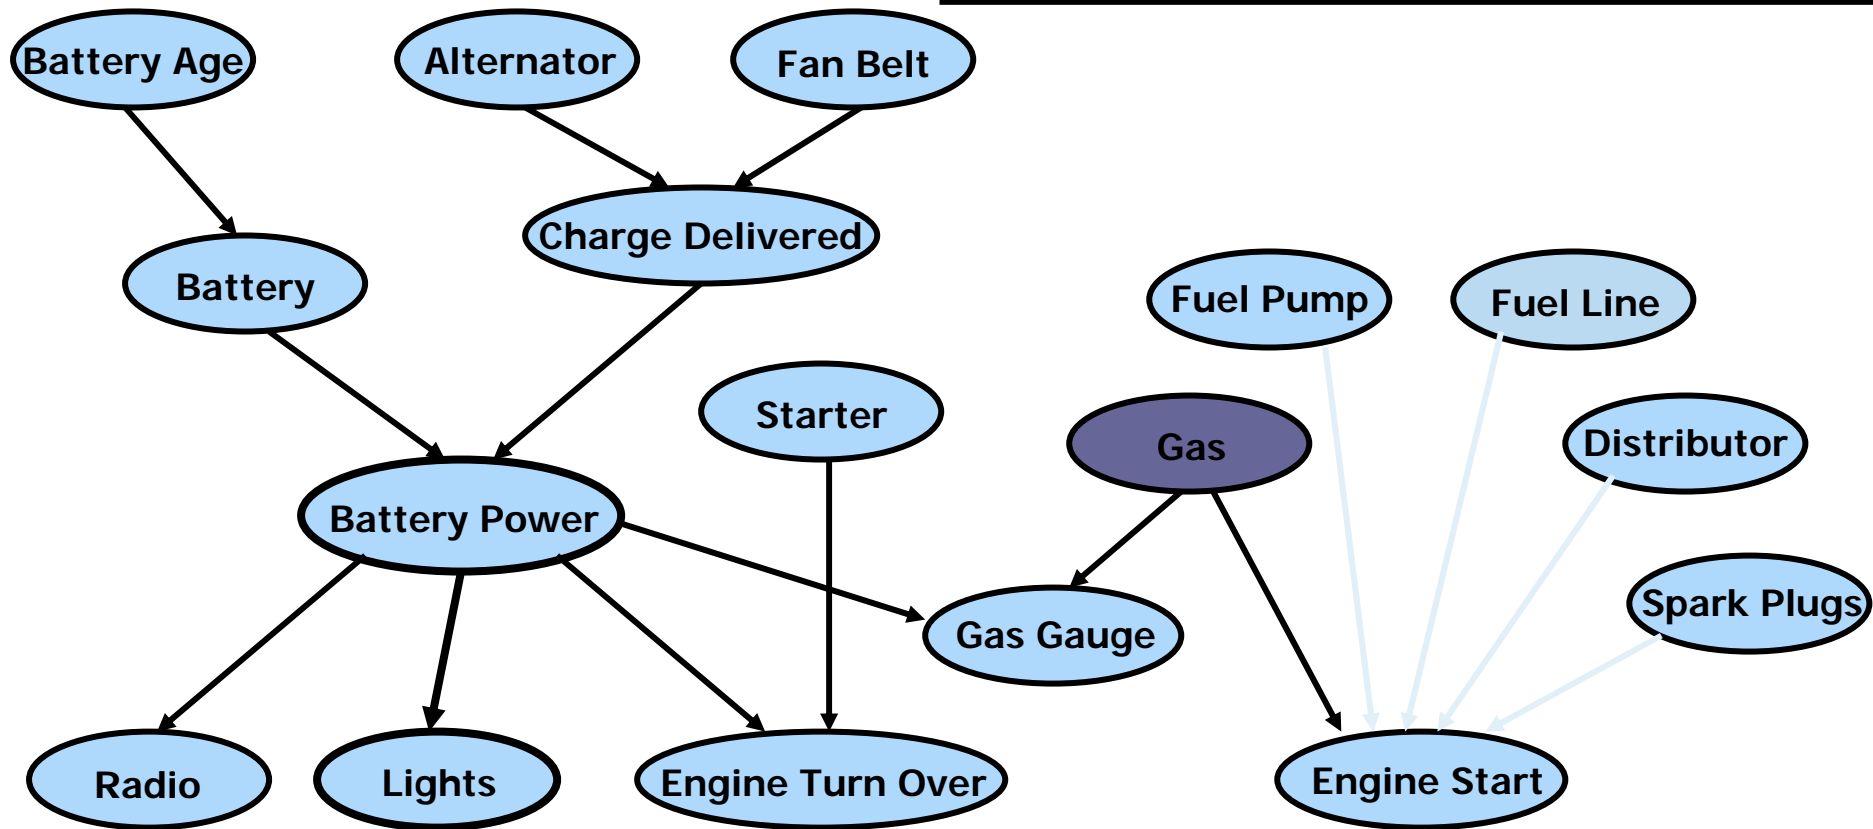 Battery Age
Alternator
Fan Belt
Charge Delivered
Battery
Fuel Pump
Fuel Line
Starter
Gas
Distributor
Battery Power
Spark Plugs
Gas Gauge
Radio
Lights
Engine Turn Over
Engine Start